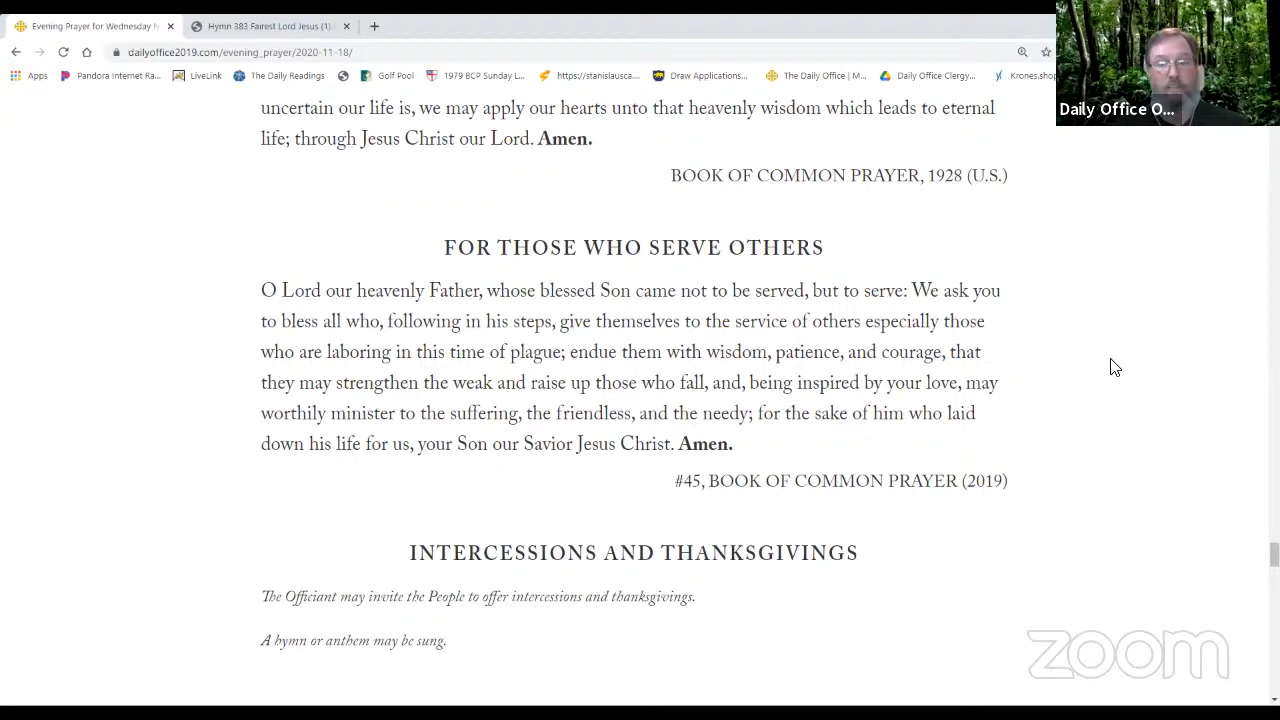 Evening Prayer for Wednesday N
Hymn 383 Fairest Lord Jesus (1).
dailyoffice2019.com/evening_prayer/2020-11-18/
Apps Pandora Internet Ra... LiveLink The Daily Readings Golf Pool 1979 BCP Sunday L... https://stanislausca... Draw Applications... The Daily Office | M... Daily Office Clergy... Krones.shop
Daily Office O...
uncertain our life is, we may apply our hearts unto that heavenly wisdom which leads to eternal
life; through Jesus Christ our Lord. Amen.
BOOK OF COMMON PRAYER, 1928 (U.S.)
FOR THOSE WHO SERVE OTHERS
O Lord our heavenly Father, whose blessed Son came not to be served, but to serve: We ask you
to bless all who, following in his steps, give themselves to the service of others especially those
who are laboring in this time of plague; endue them with wisdom, patience, and courage, that
they may strengthen the weak and raise up those who fall, and, being inspired by your love, may
worthily minister to the suffering, the friendless, and the needy; for the sake of him who laid
down his life for us, your Son our Savior Jesus Christ. Amen.
#45, BOOK OF COMMON PRAYER (2019)
INTERCESSIONS AND THANKSGIVINGS
The Officiant may invite the People to offer intercessions and thanksgivings.
A hymn or anthem may be sung.
zoom